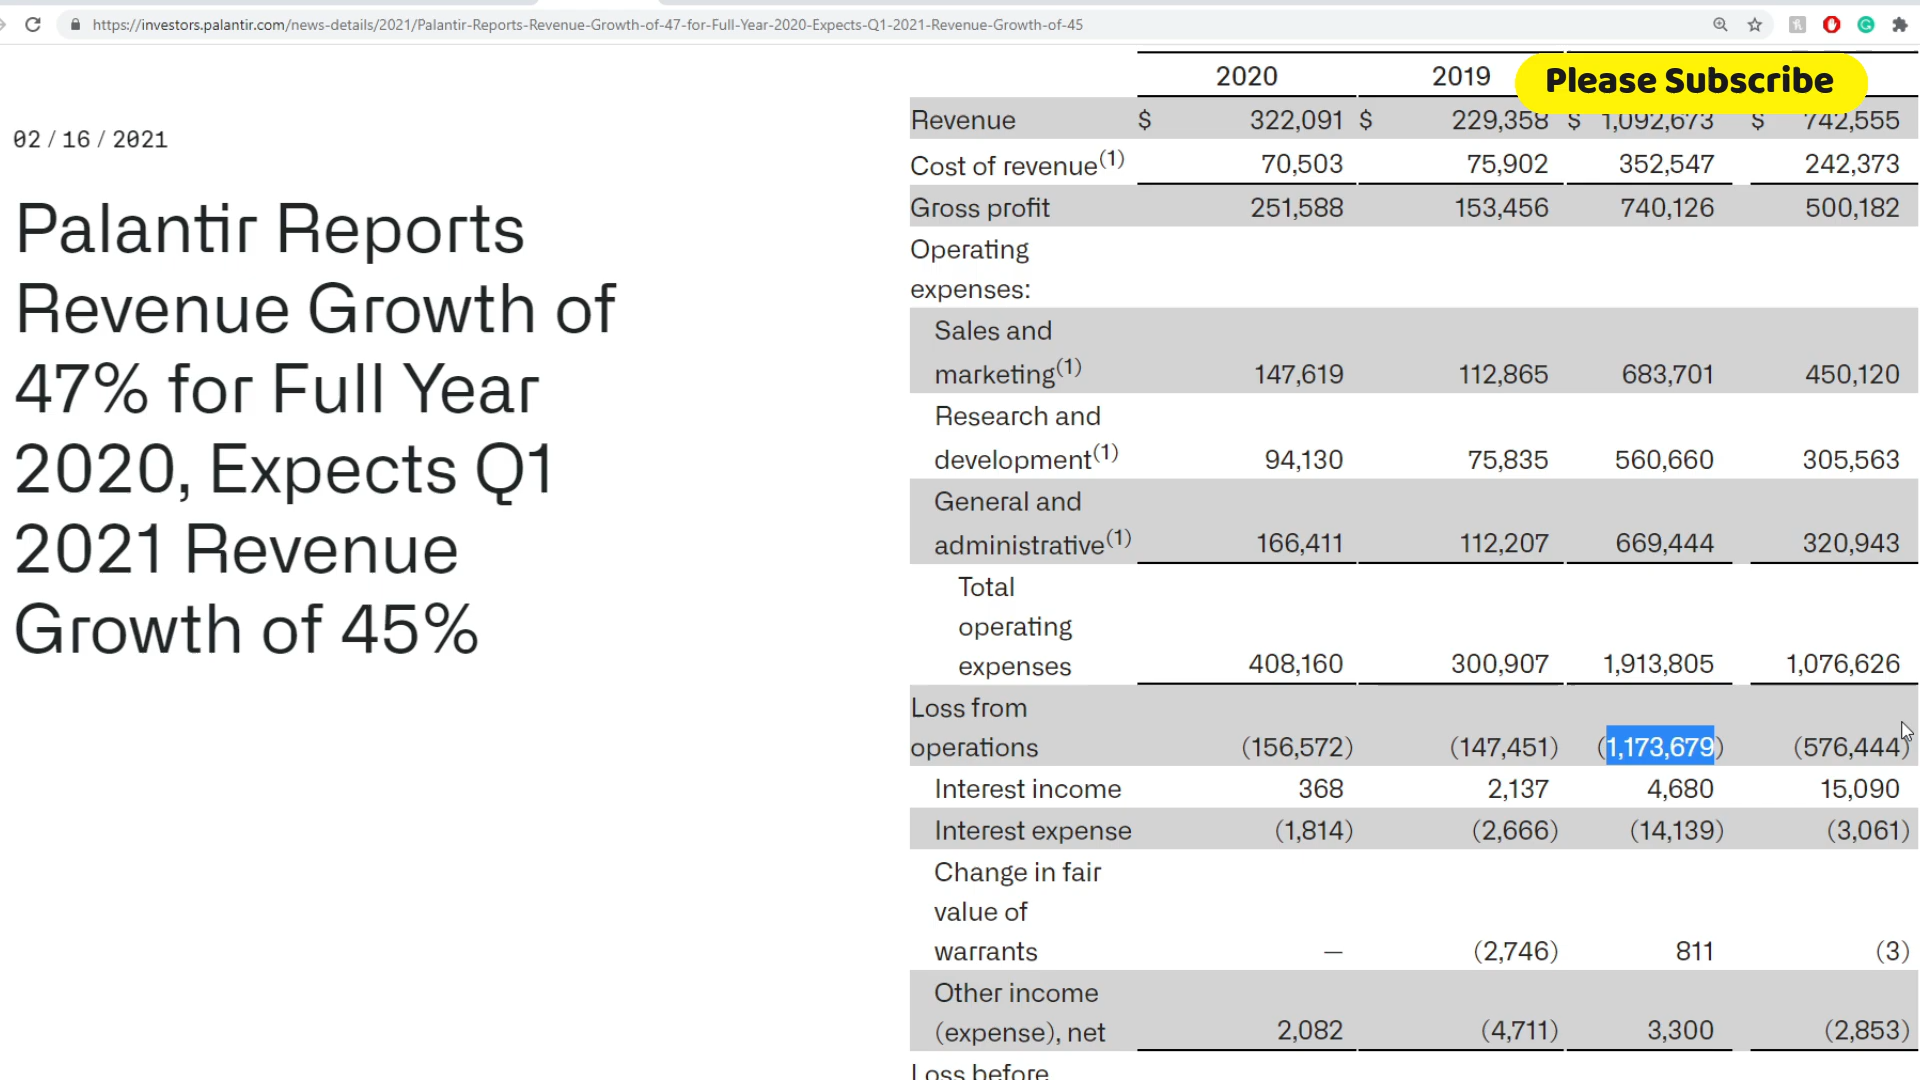 https://investors.palantir.com/news-details/2021/Palantir-Reports-Revenue-Growth-of-47-for-Full-Year-2020-Expects-Q1-2021-Revenue-Growth-of-45
Please Subscribe
02 / 16 / 2021
Palantir Reports
Revenue Growth of
47% for Full Year
2020, Expects Q1
2021 Revenue
Growth of 45%
2020 2019
Revenue $ 322,091 $ 229,358 $ 1,092,673 $ 742,555
Cost of revenue(1) 70,503 75,902 352,547 242,373
Gross profit 251,588 153,456 740,126 500,182
Operating
expenses:
Sales and
marketing(1) 147,619 112,865 683,701 450,120
Research and
development(1) 94,130 75,835 560,660 305,563
General and
administrative(1) 166,411 112,207 669,444 320,943
Total
operating
expenses 408,160 300,907 1,913,805 1,076,626
Loss from
operations (156,572) (147,451) (1,173,679) (576,444)
Interest income 368 2,137 4,680 15,090
Interest expense (1,814) (2,666) (14,139) (3,061)
Change in fair
value of
warrants — (2,746) 811 (3)
Other income
(expense), net 2,082 (4,711) 3,300 (2,853)
Loss before